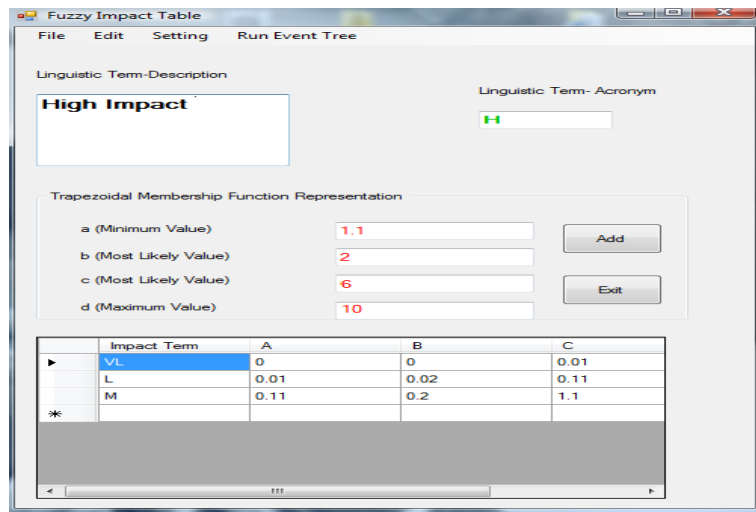 Fuzzy Impact Table
File Edit Setting Run Event Tree
Linguistic Term-Description
Linguistic Term- Acronym
High Impact
H
Trapezoidal Membership Function Representation
a (Minimum Value) 1.1
Add
b (Most Likely Value) 2
c (Most Likely Value) 6
Exit
d (Maximum Value) 10
Impact Term A B C
VL 0 0 0.01
L 0.01 0.02 0.11
M 0.11 0.2 1.1